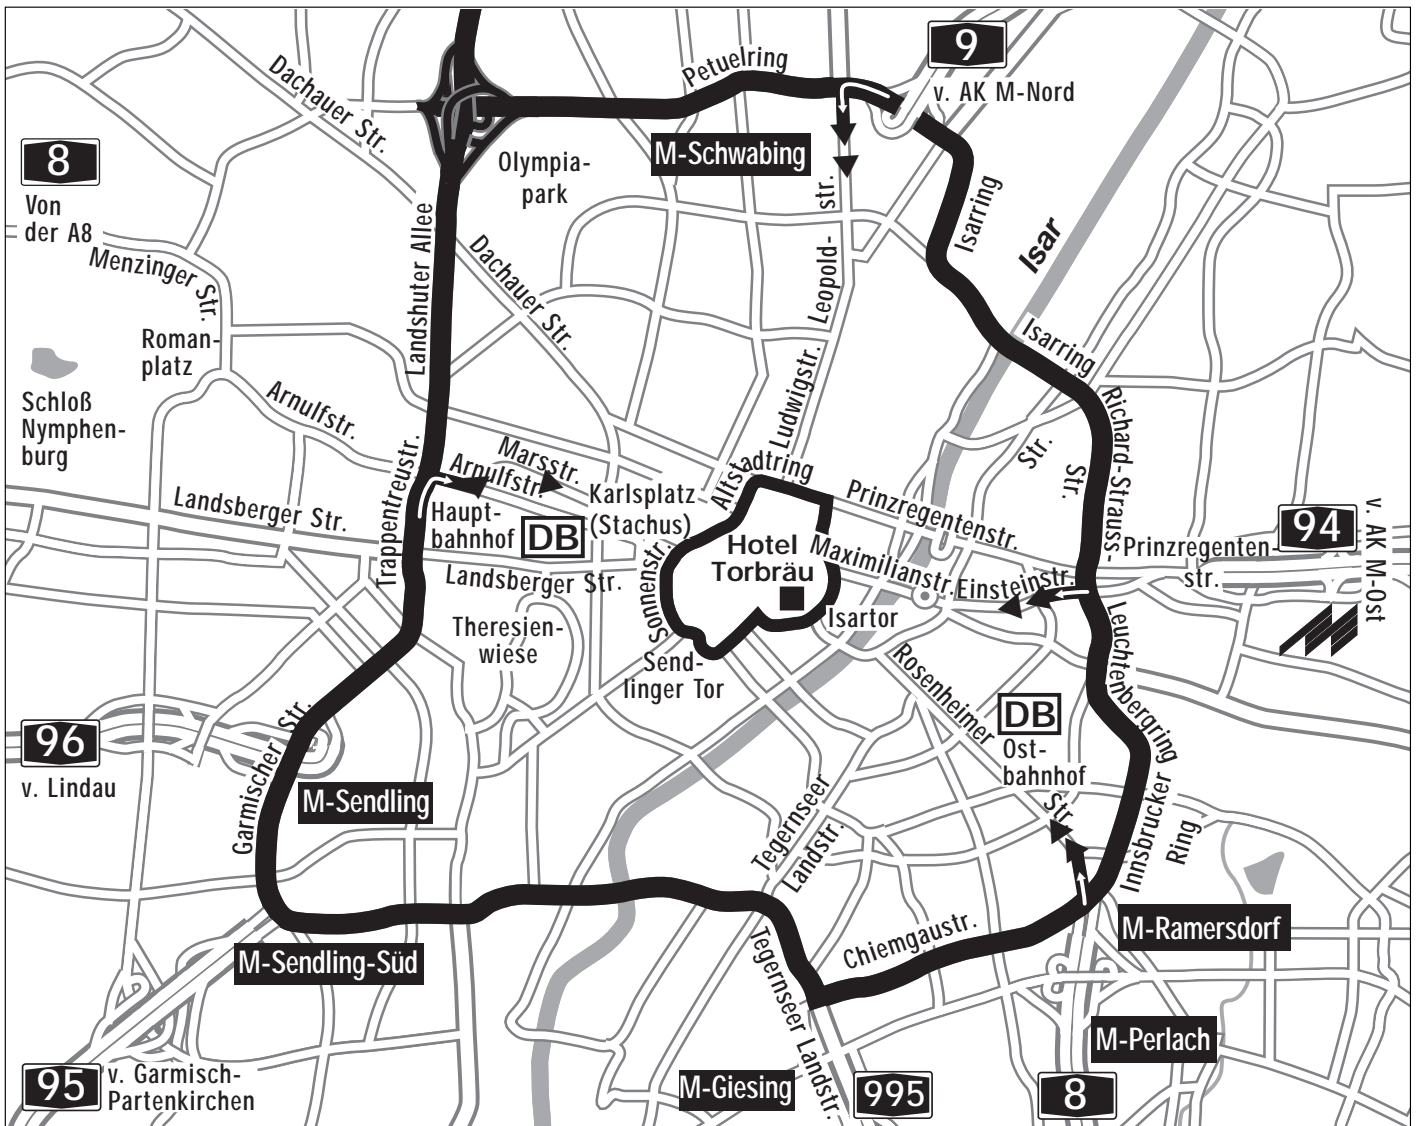 9
v. AK M-Nord
Petuelring
Dachauer Str.
M-Schwabing
8
Von
der A8
Olympia-
park
Landshuter Allee
Leopold-
str.
Isarring
Isar
Menzinger Str.
Dachauer Str.
Roman-
platz
Isarring
Schloß
Nymphen-
burg
Arnulfstr.
Ludwigstr.
Richard-Strauss-
Str.
Str.
Marsstr.
Arnulfstr.
Altstadtring
Trappentreustr.
Landsberger Str.
Haupt-
bahnhof
DB
Karlsplatz
(Stachus)
Prinzregentenstr.
94
v. AK M-Ost
Prinzregenten-
str.
Hotel
Torbräu
Maximilianstr.
Einsteinstr.
Landsberger Str.
Sonnenstr.
Isartor
Theresien-
wiese
Send-
linger Tor
Rosenheimer
Str.
Leuchtenbergring
DB
Ost-
bahnhof
96
v. Lindau
Garmischer Str.
M-Sendling
Tegernseer
Landstr.
Innsbrucker
Ring
M-Sendling-Süd
Chiemgaustr.
M-Ramersdorf
Tegernseer Landstr.
M-Perlach
95
v. Garmisch-
Partenkirchen
M-Giesing
995
8